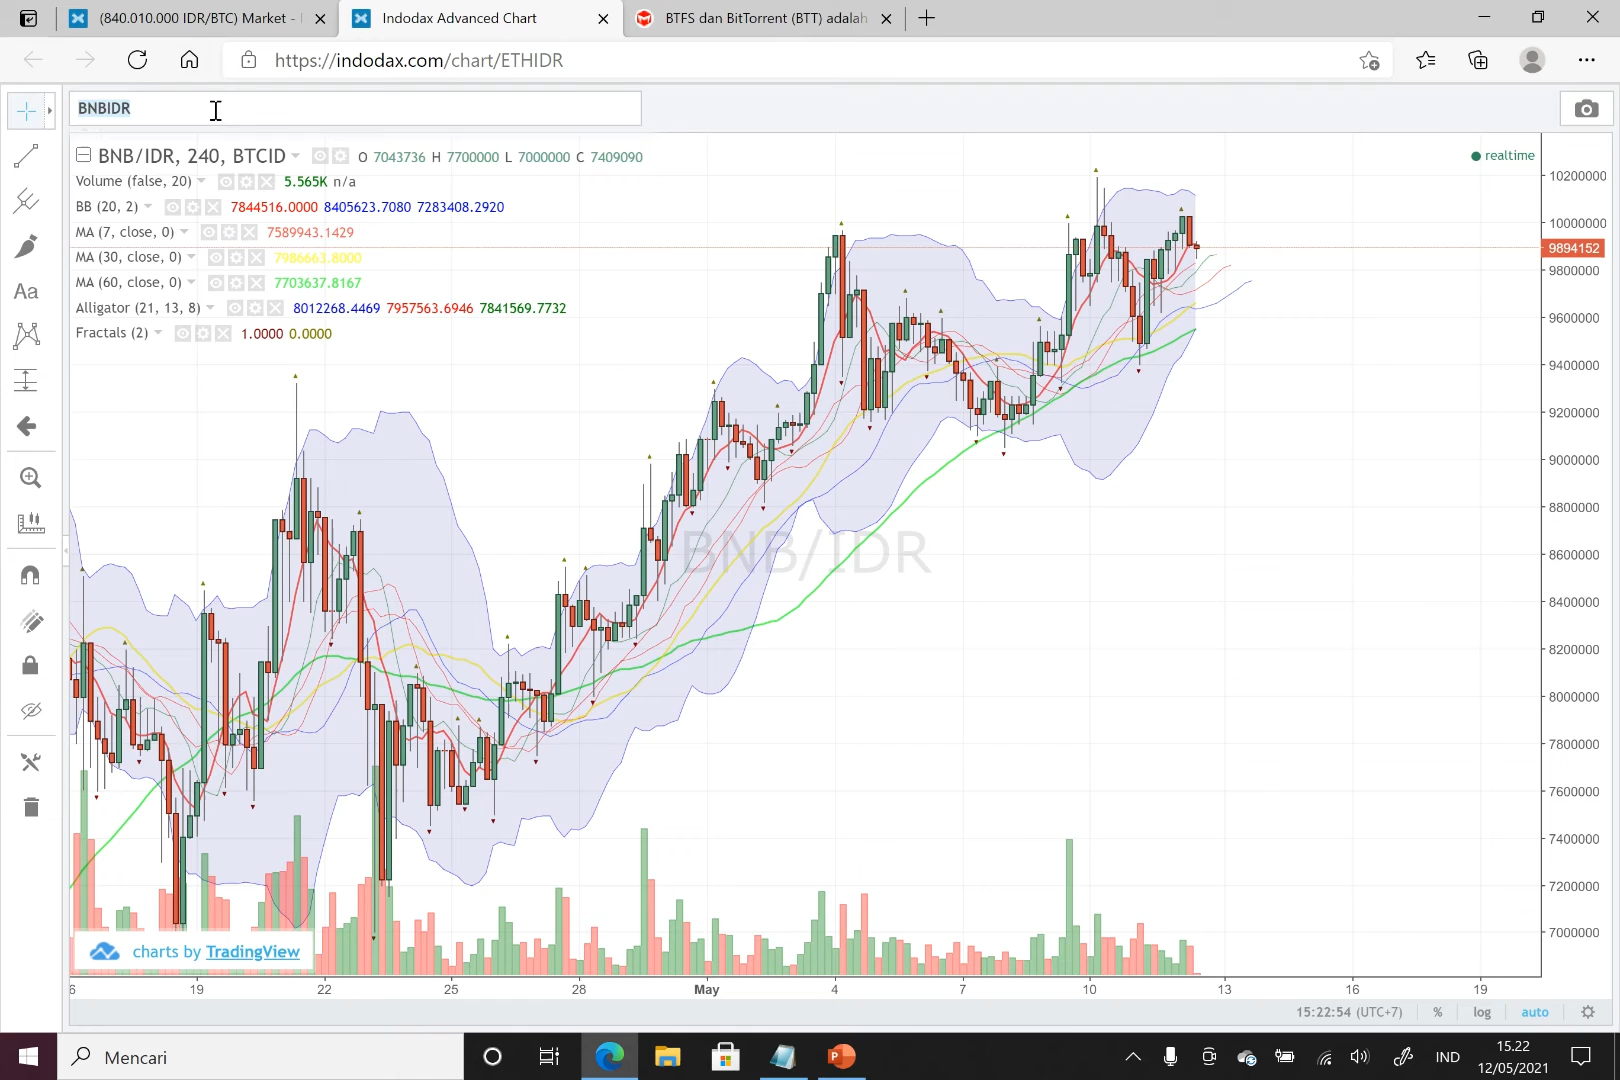 (840.010.000 IDR/BTC) Market -
Indodax Advanced Chart
BTFS dan BitTorrent (BTT) adalah
https://indodax.com/chart/ETHIDR
BNBIDR
BNB/IDR, 240, BTCID O 7043736 H 7700000 L 7000000 C 7409090
realtime
Volume (false, 20) 5.565K n/a
BB (20, 2) 7844516.0000 8405623.7080 7283408.2920
MA (7, close, 0) 7589943.1429
MA (30, close, 0) 7986663.8000
MA (60, close, 0) 7703637.8167
Alligator (21, 13, 8) 8012268.4469 7957563.6946 7841569.7732
Fractals (2) 1.0000 0.0000
Aa
BNB/IDR
10200000
10000000
9894152
9800000
9600000
9400000
9200000
9000000
8800000
8600000
8400000
8200000
8000000
7800000
7600000
7400000
7200000
7000000
charts by TradingView
6 19 22 25 28 May 4 7 10 13 16 19
15:22:54 (UTC+7) % log auto
Mencari
IND
15.22
12/05/2021